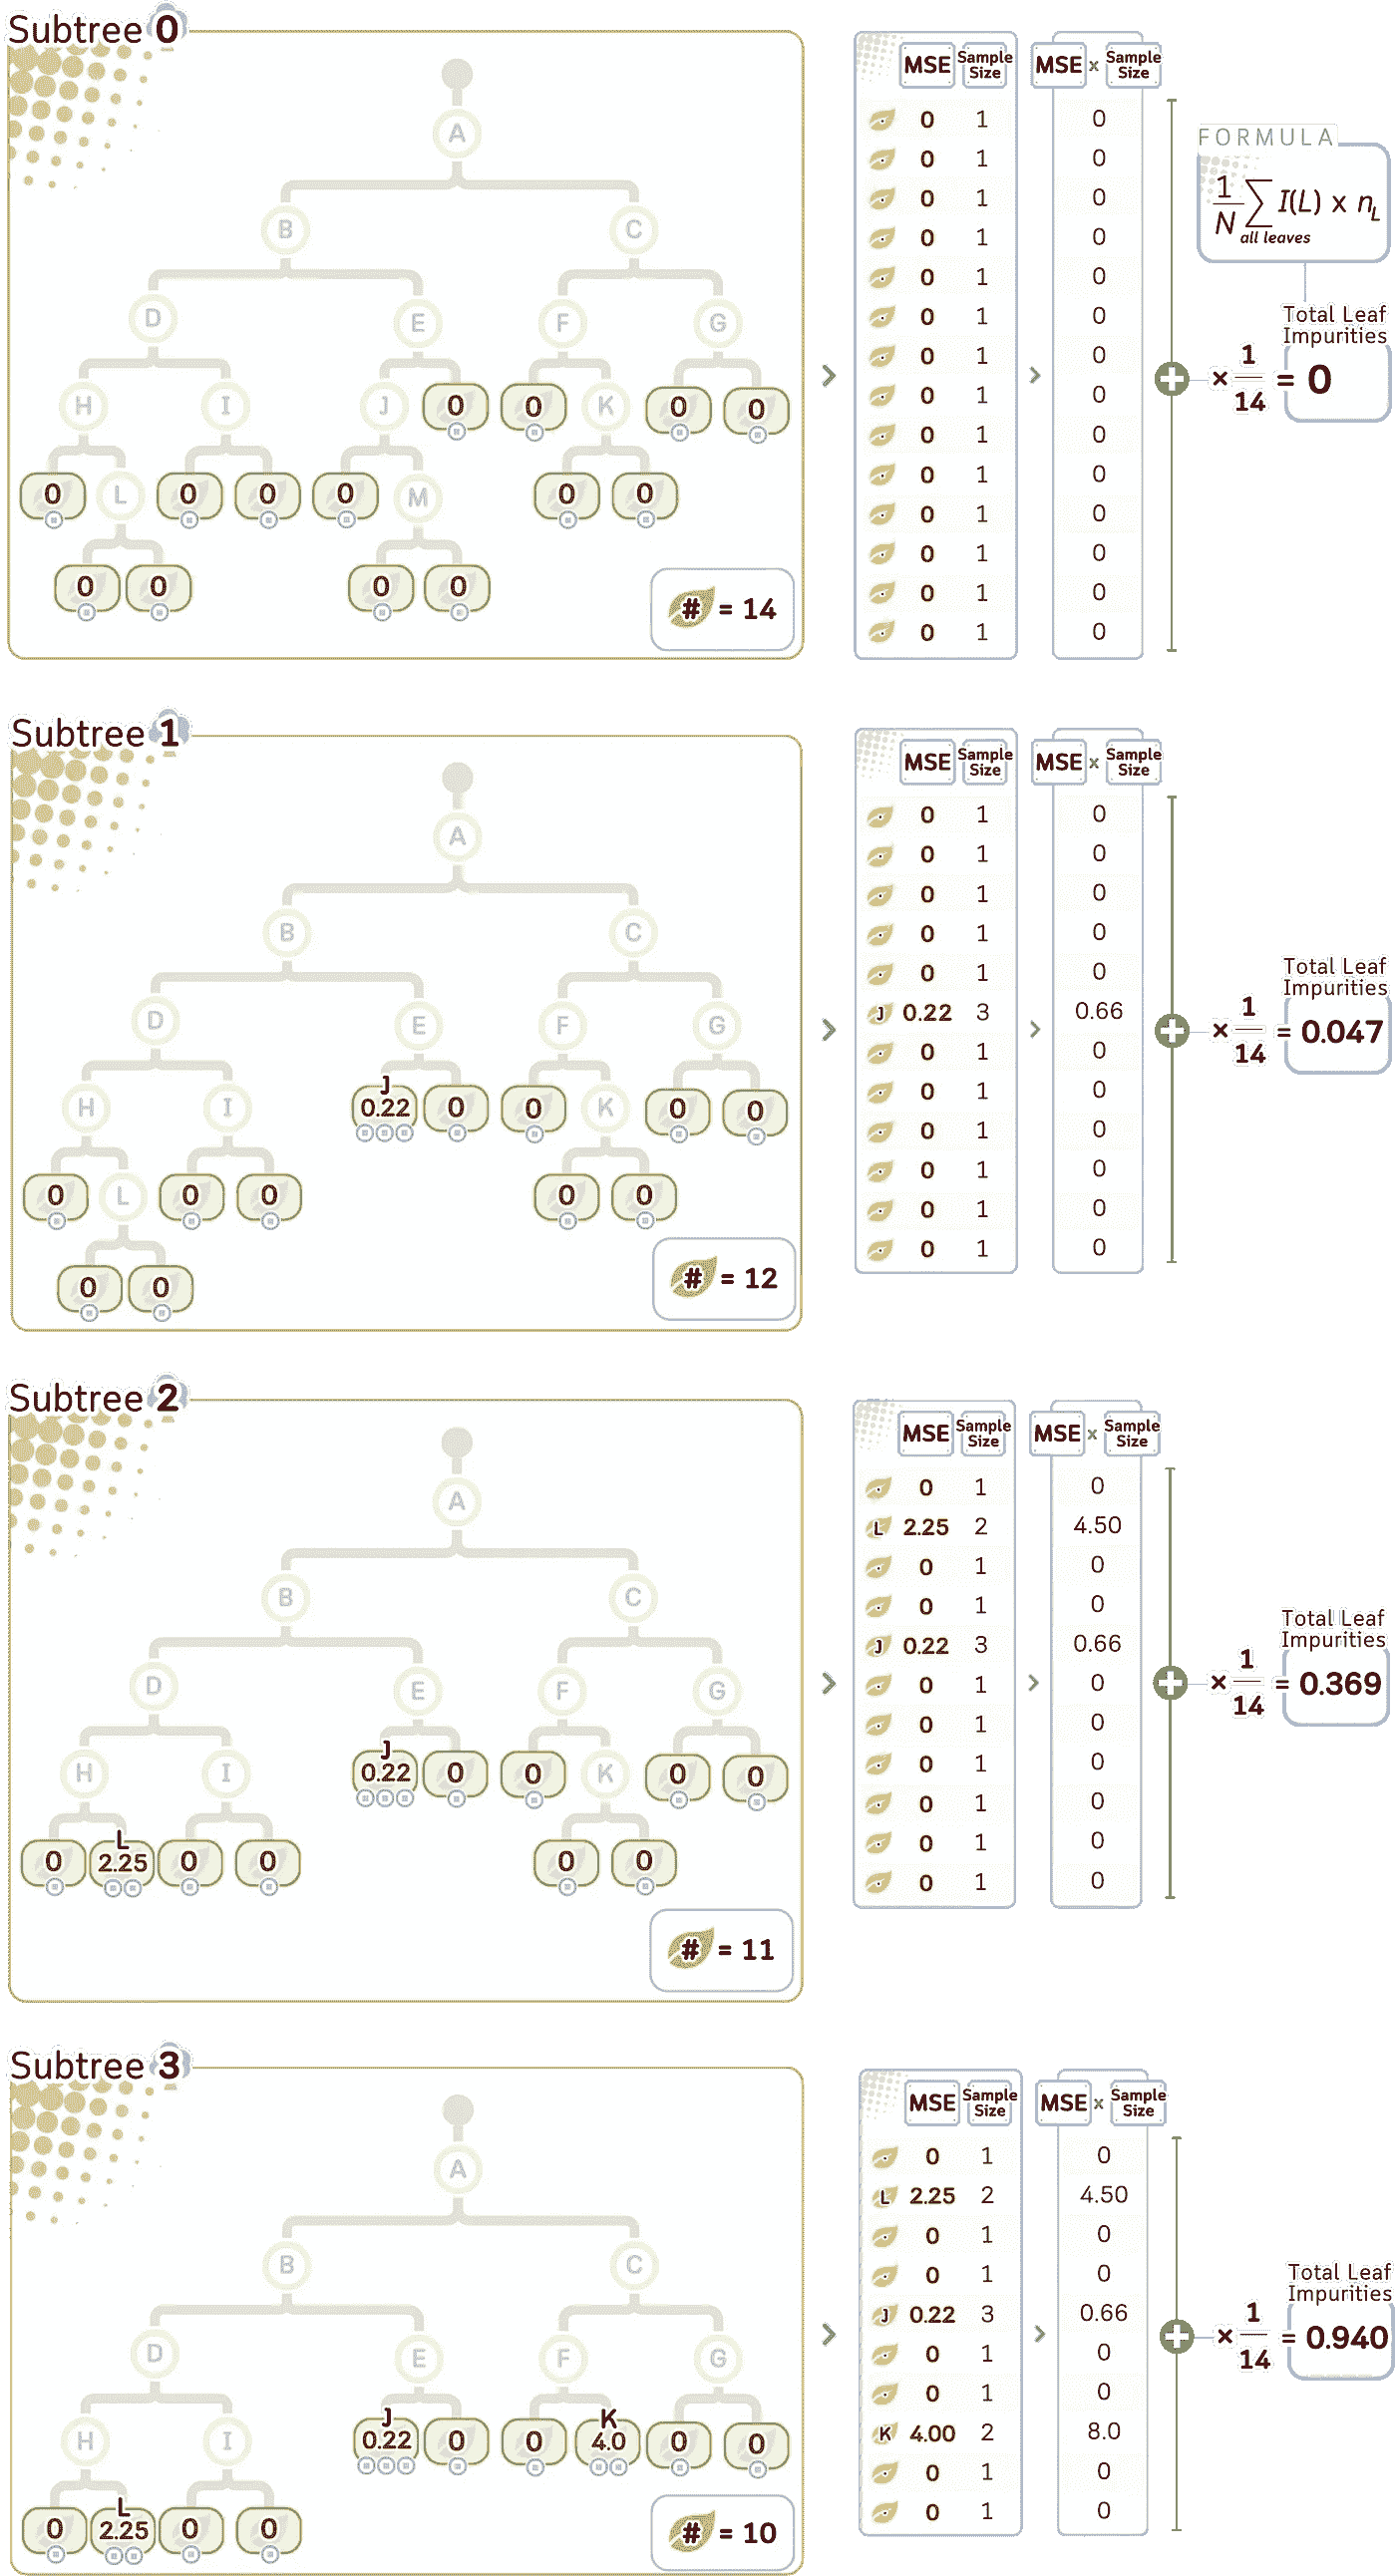 Subtree 0
A
B C
D E F G
H I J 0 0 K 0 0
0 L 0 0 0 M 0 0
0 0 0 0
# = 14
MSE Sample Size MSE x Sample Size
0 1 0
0 1 0
0 1 0
0 1 0
0 1 0
0 1 0
0 1 0
0 1 0
0 1 0
0 1 0
0 1 0
0 1 0
0 1 0
0 1 0
FORMULA
1/N ∑ I(L) x n_L
all leaves
Total Leaf
Impurities
× 1/14 = 0
Subtree 1
A
B C
D E F G
J
H I 0.22 0 0 K 0 0
0 L 0 0 0 0
0 0
# = 12
MSE Sample Size MSE x Sample Size
0 1 0
0 1 0
0 1 0
0 1 0
0 1 0
J 0.22 3 0.66
0 1 0
0 1 0
0 1 0
0 1 0
0 1 0
0 1 0
Total Leaf
Impurities
× 1/14 = 0.047
Subtree 2
A
B C
D E F G
J
H I 0.22 0 0 K 0 0
L
0 2.25 0 0 0 0
# = 11
MSE Sample Size MSE x Sample Size
0 1 0
L 2.25 2 4.50
0 1 0
0 1 0
J 0.22 3 0.66
0 1 0
0 1 0
0 1 0
0 1 0
0 1 0
0 1 0
Total Leaf
Impurities
× 1/14 = 0.369
Subtree 3
A
B C
D E F G
J K
H I 0.22 0 0 4.0 0 0
L
0 2.25 0 0
# = 10
MSE Sample Size MSE x Sample Size
0 1 0
L 2.25 2 4.50
0 1 0
0 1 0
J 0.22 3 0.66
0 1 0
0 1 0
K 4.00 2 8.0
0 1 0
0 1 0
Total Leaf
Impurities
× 1/14 = 0.940